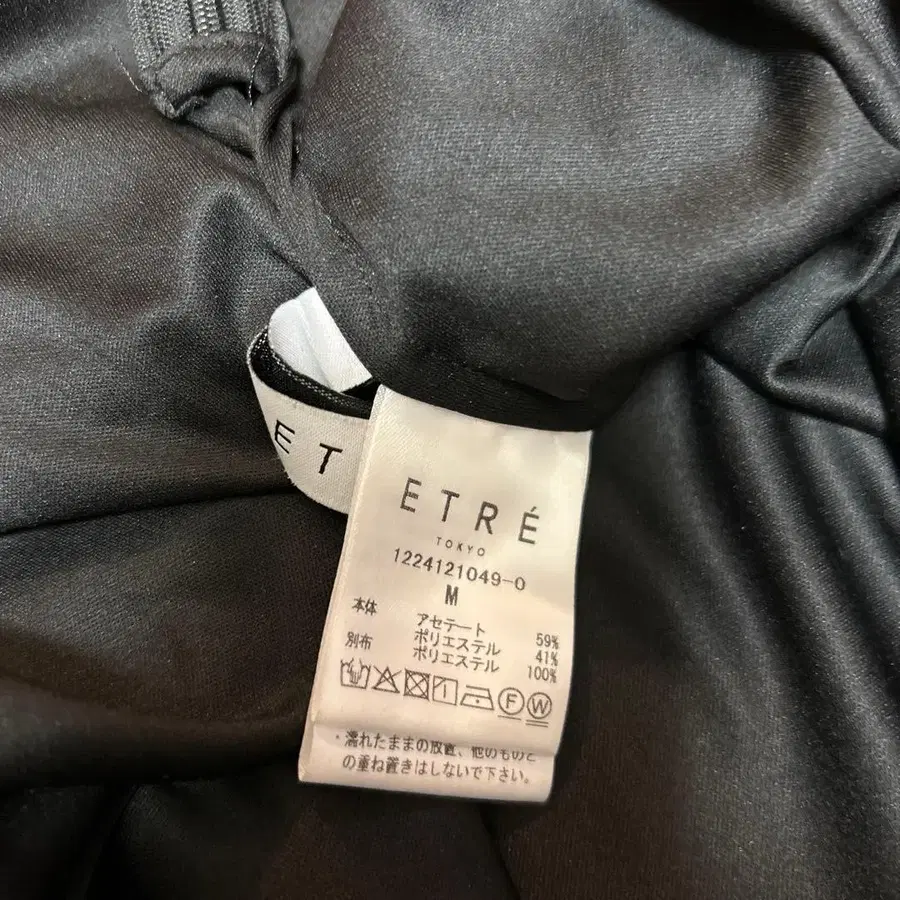 ET
ETRÉ
TOKYO
1224121049-0
M
本体 アセテート 59%
ポリエステル 41%
別布 ポリエステル 100%
F W
・濡れたままの放置、他のものと
の重ね置きはしないで下さい。